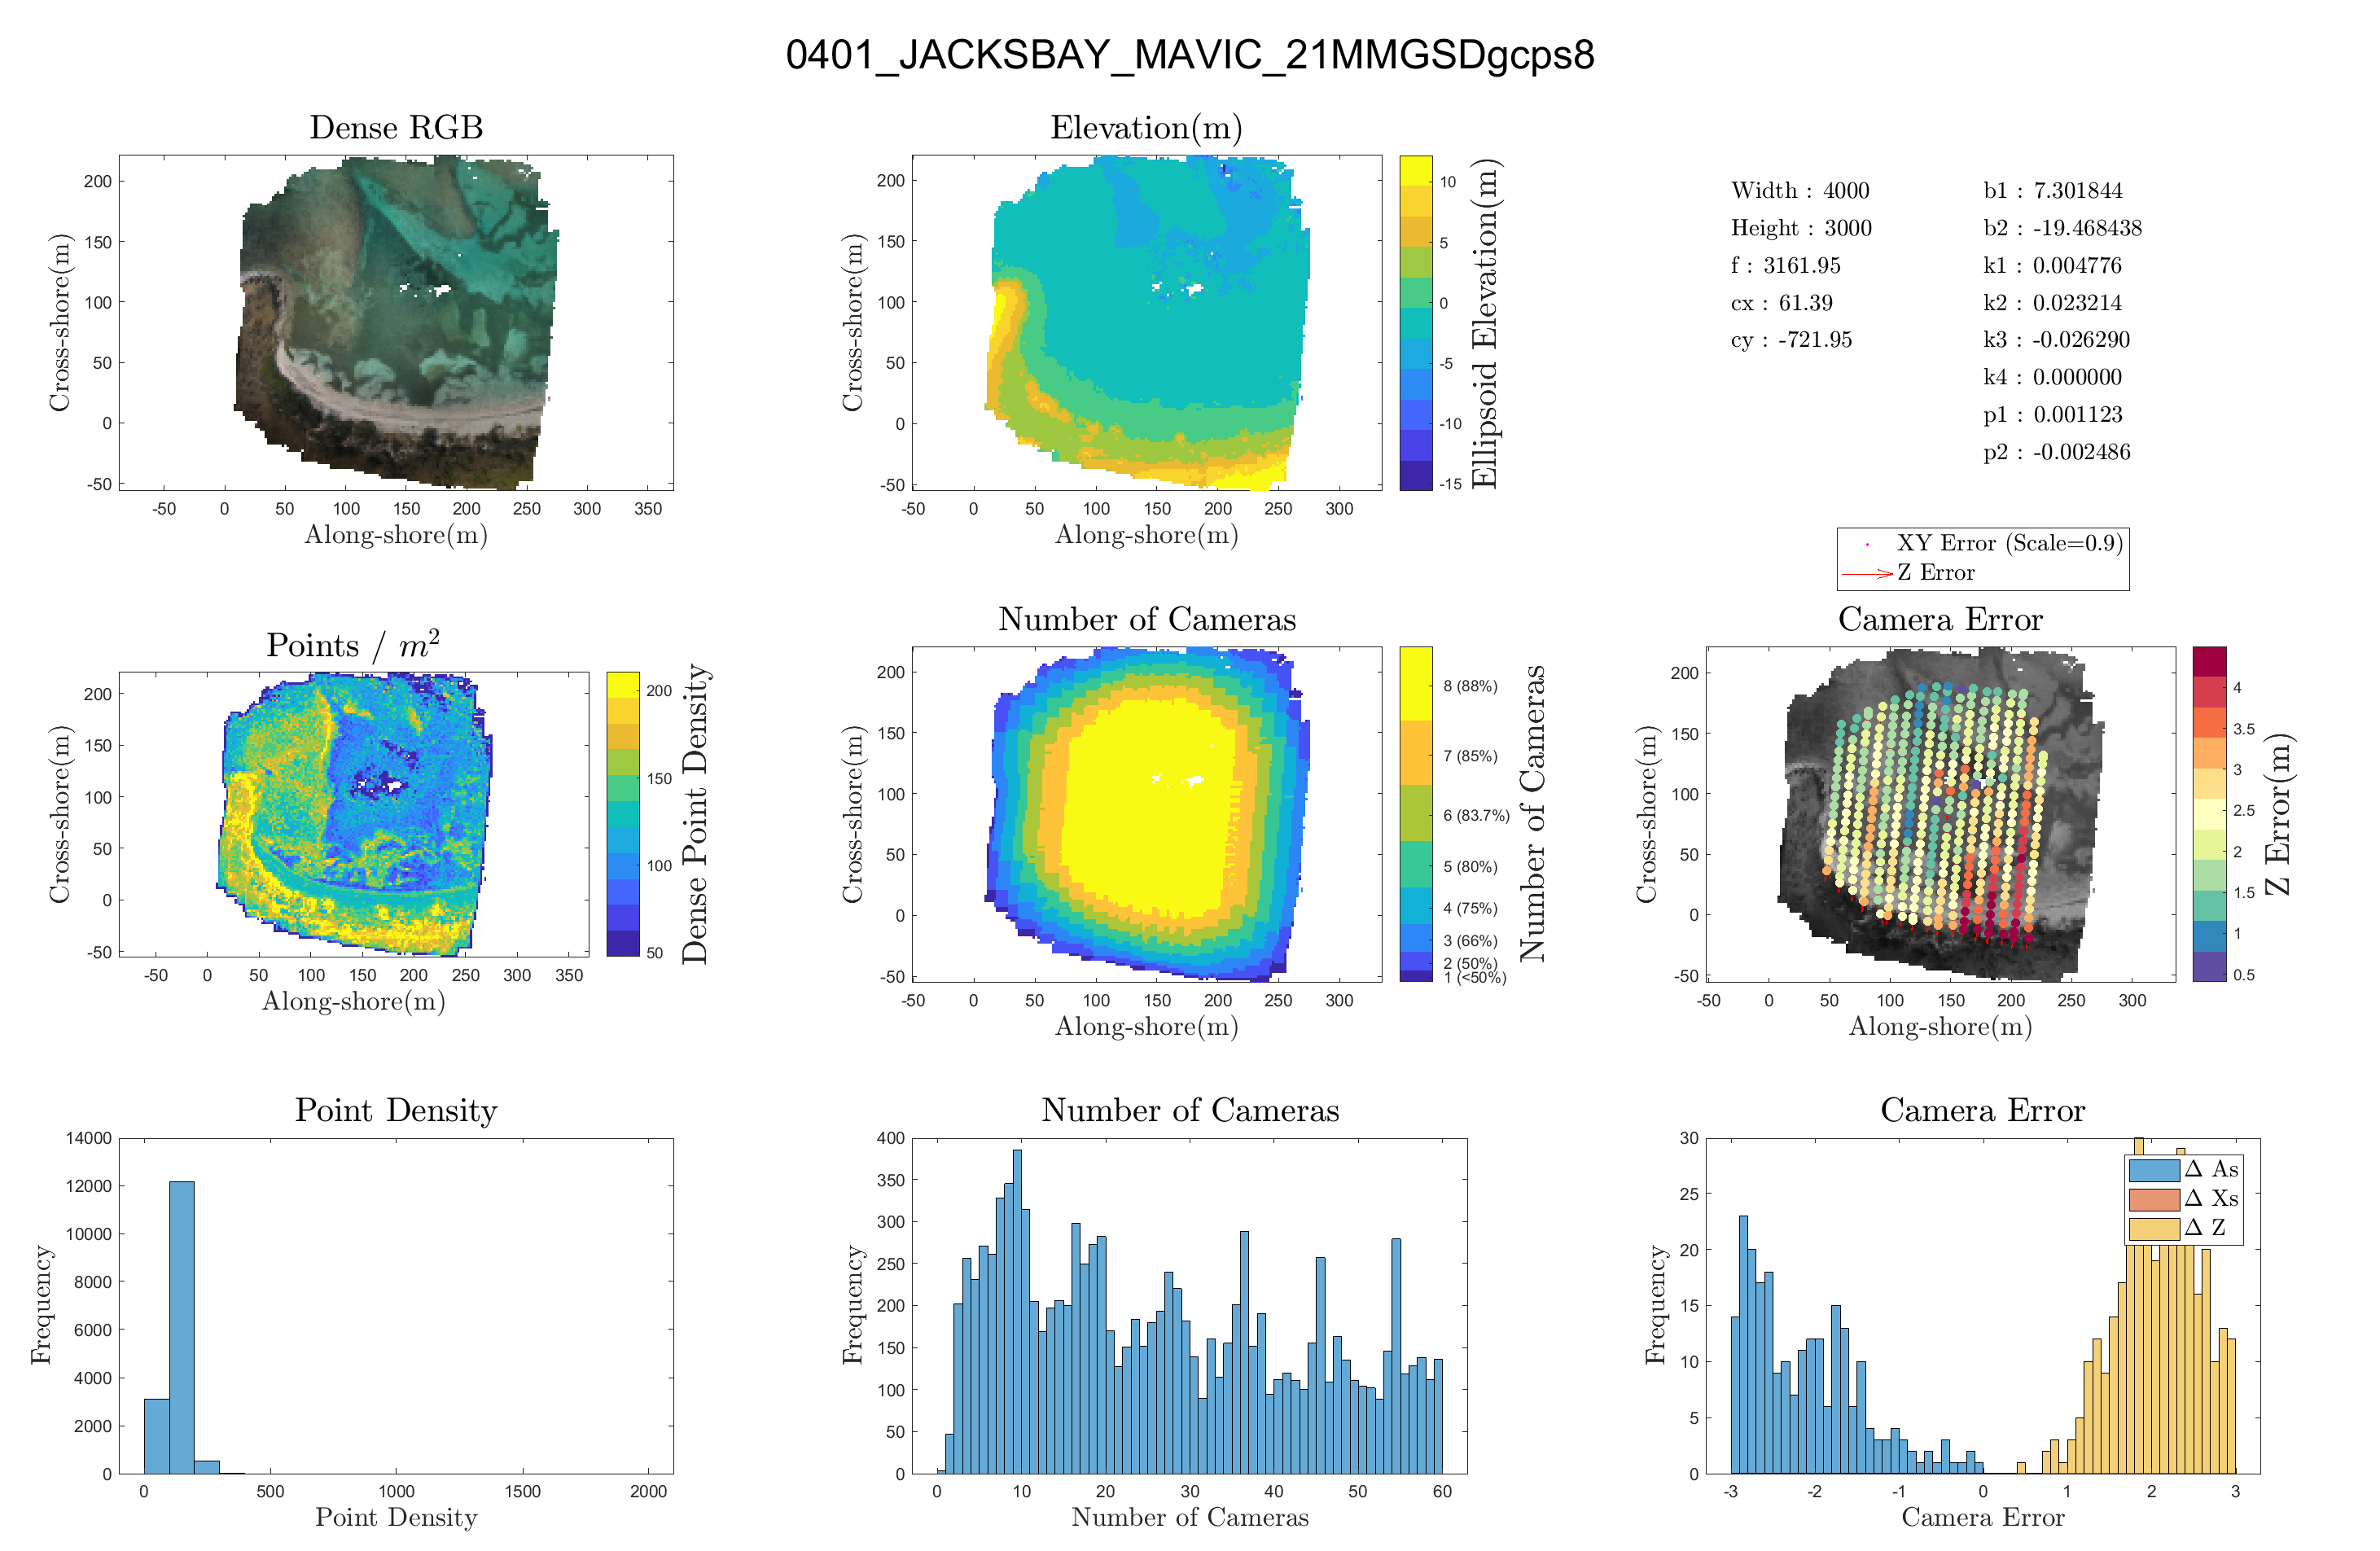 0401_JACKSBAY_MAVIC_21MMGSDgcps8
Dense RGB
Cross-shore(m)
200
150
100
50
0
-50
-50 0 50 100 150 200 250 300 350
Along-shore(m)
Elevation(m)
Cross-shore(m)
200
150
100
50
0
-50
-50 0 50 100 150 200 250 300
Along-shore(m)
10
5
0
-5
-10
-15
Ellipsoid Elevation(m)
Width : 4000
Height : 3000
f : 3161.95
cx : 61.39
cy : -721.95
b1 : 7.301844
b2 : -19.468438
k1 : 0.004776
k2 : 0.023214
k3 : -0.026290
k4 : 0.000000
p1 : 0.001123
p2 : -0.002486
Points / m²
Cross-shore(m)
200
150
100
50
0
-50
-50 0 50 100 150 200 250 300 350
Along-shore(m)
200
150
100
50
Dense Point Density
Number of Cameras
Cross-shore(m)
200
150
100
50
0
-50
-50 0 50 100 150 200 250 300
Along-shore(m)
8 (88%)
7 (85%)
6 (83.7%)
5 (80%)
4 (75%)
3 (66%)
2 (50%)
1 (<50%)
Number of Cameras
XY Error (Scale=0.9)
Z Error
Camera Error
Cross-shore(m)
200
150
100
50
0
-50
-50 0 50 100 150 200 250 300
Along-shore(m)
4
3.5
3
2.5
2
1.5
1
0.5
Z Error(m)
Point Density
Frequency
14000
12000
10000
8000
6000
4000
2000
0
0 500 1000 1500 2000
Point Density
Number of Cameras
Frequency
400
350
300
250
200
150
100
50
0
0 10 20 30 40 50 60
Number of Cameras
Camera Error
Frequency
30
25
20
15
10
5
0
-3 -2 -1 0 1 2 3
Camera Error
Δ As
Δ Xs
Δ Z